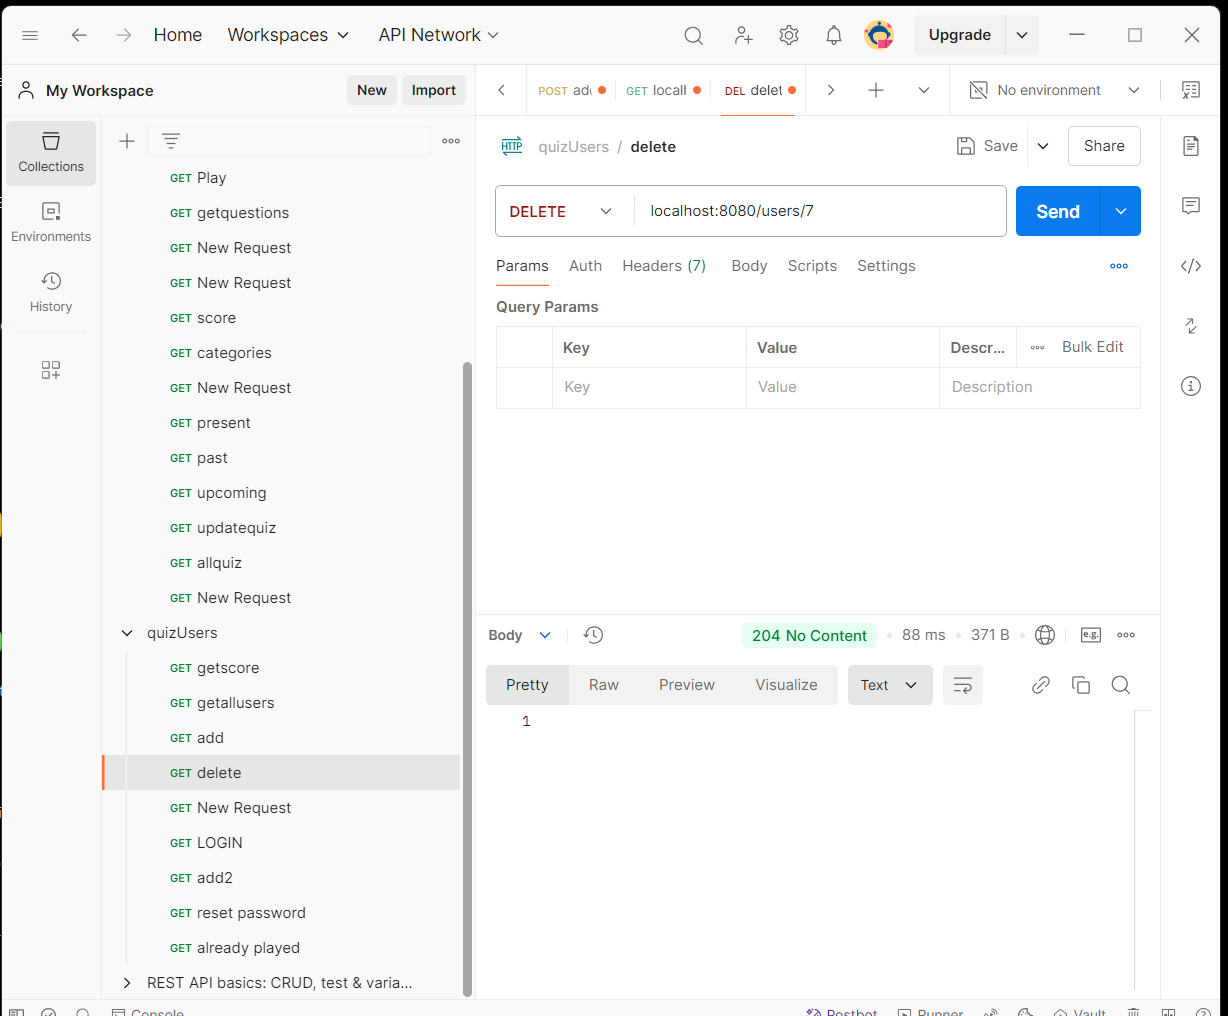 Home Workspaces API Network Upgrade
My Workspace New Import
POST GET locall DEL delet No environment
Collections
Environments
History
GET Play
GET getquestions
GET New Request
GET New Request
GET score
GET categories
GET New Request
GET present
GET past
GET upcoming
GET updatequiz
GET allquiz
GET New Request
quizUsers
GET getscore
GET getallusers
GET add
GET delete
GET New Request
GET LOGIN
GET add2
GET reset password
GET already played
REST API basics: CRUD, test & varia...
HTTP quizUsers / delete Save Share
DELETE localhost:8080/users/7 Send
Params Auth Headers (7) Body Scripts Settings
Query Params
Key Value Descr... Bulk Edit
Key Value Description
Body 204 No Content 88 ms 371 B e.g.
Pretty Raw Preview Visualize Text
1
Console Postbot Runner Vault